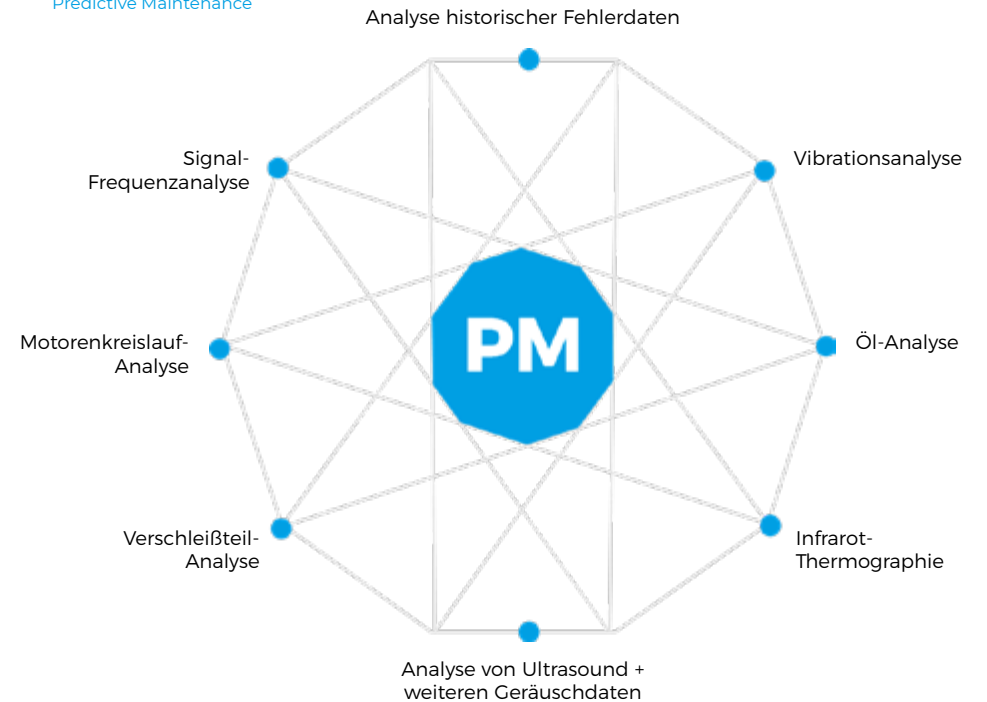 Predictive Maintenance
Analyse historischer Fehlerdaten
Signal-
Frequenzanalyse
Vibrationsanalyse
Motorenkreislauf-
Analyse
PM
Öl-Analyse
Verschleißteil-
Analyse
Infrarot-
Thermographie
Analyse von Ultrasound +
weiteren Geräuschdaten